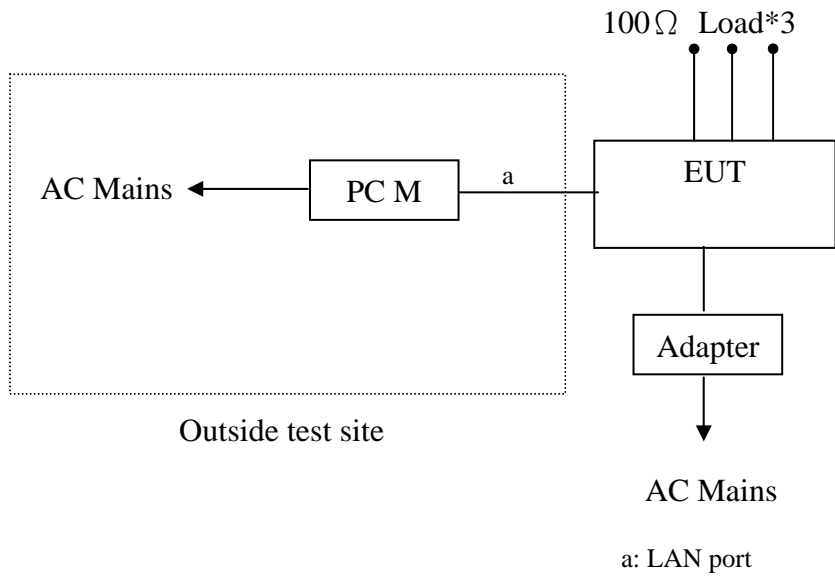 100Ω Load*3
EUT
a
PC M
AC Mains
Adapter
Outside test site
AC Mains
a: LAN port